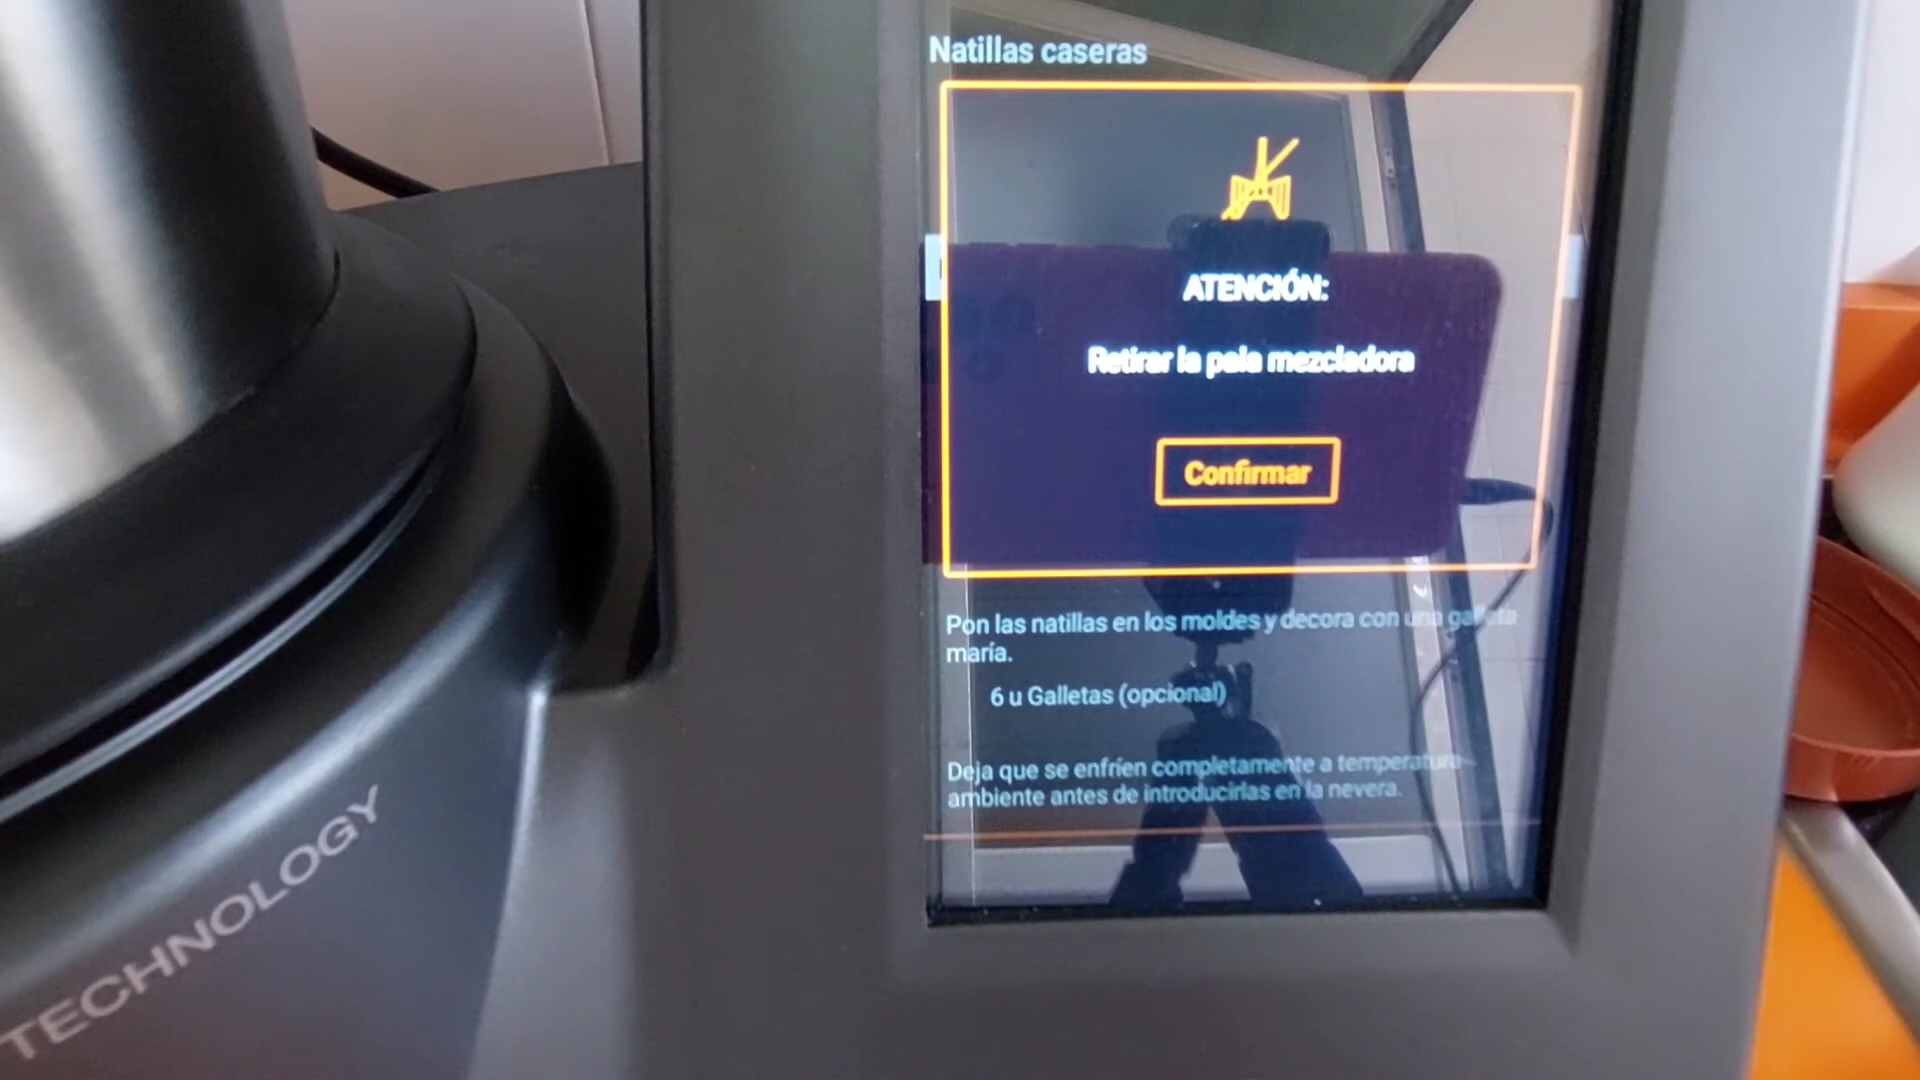 Natillas caseras
ATENCIÓN:
Retirar la pala mezcladora
Confirmar
Pon las natillas en los moldes y decora con una galleta
maría.
6 u Galletas (opcional)
Deja que se enfríen completamente a temperatura
ambiente antes de introducirlas en la nevera.
TECHNOLOGY